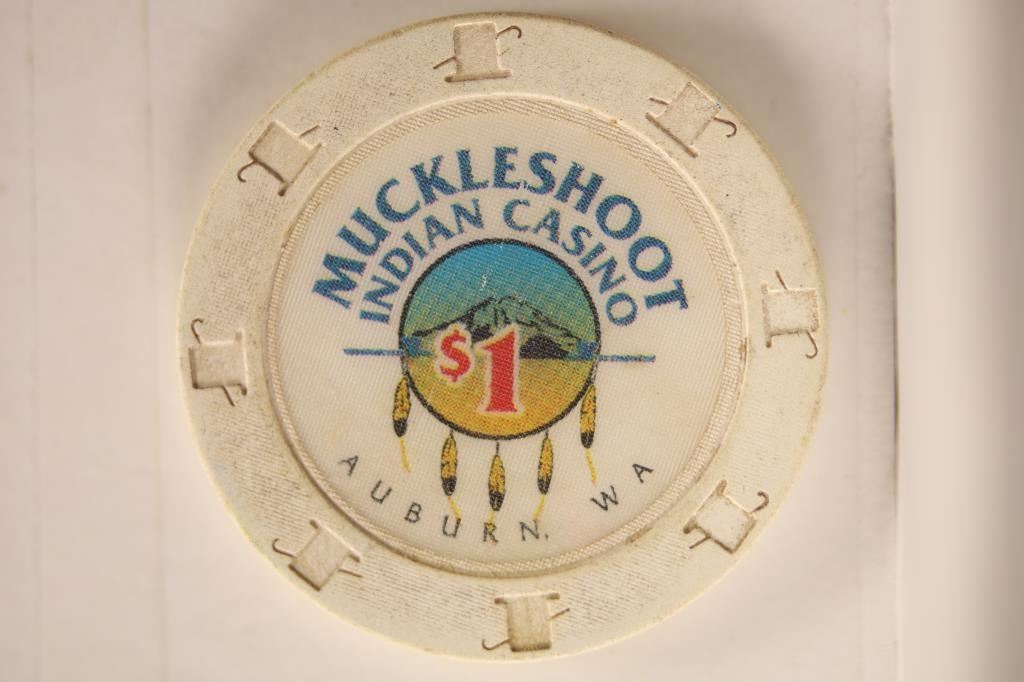 MUCKLESHOOT
INDIAN CASINO
$1
AUBURN, WA